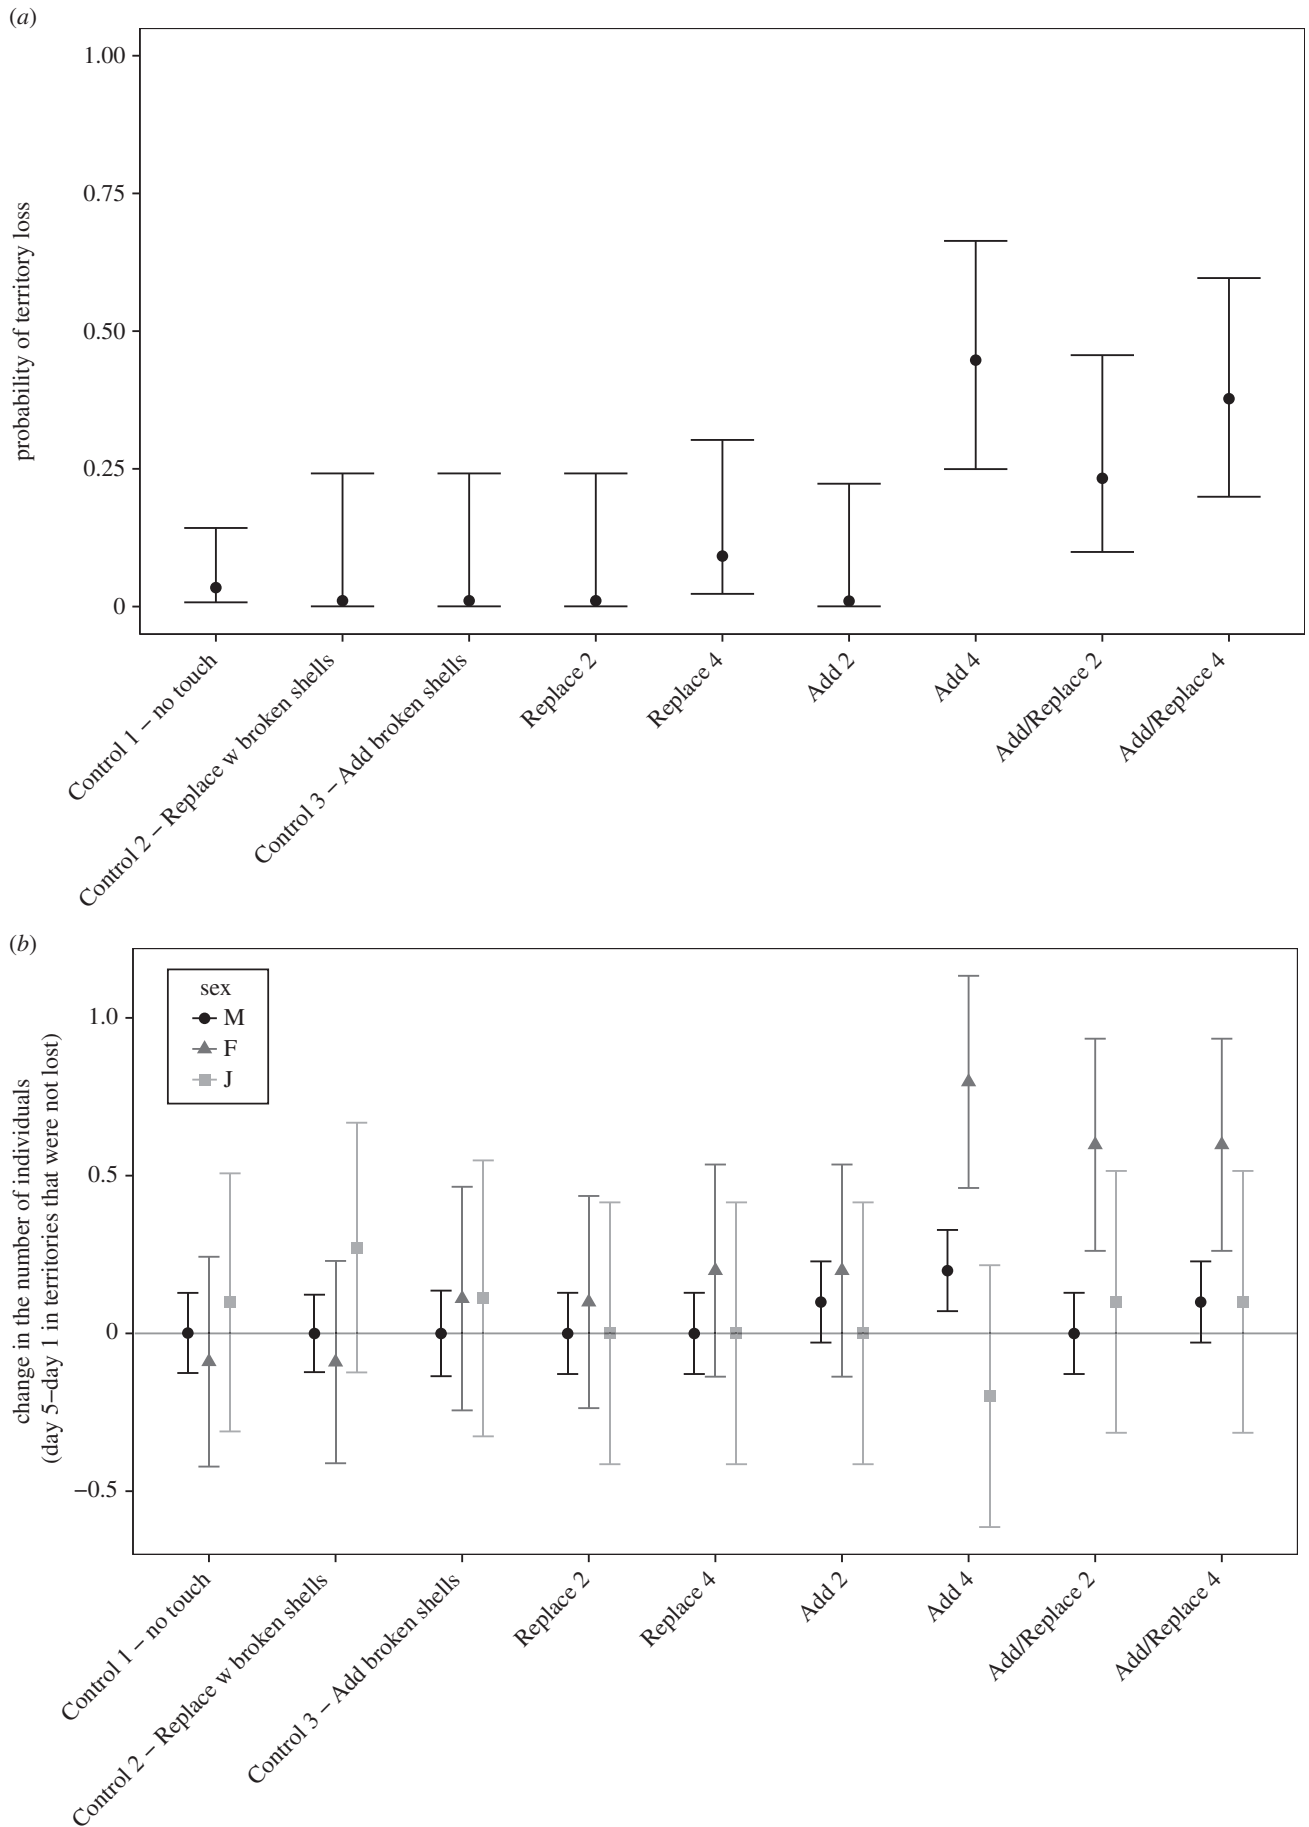 (a)
1.00
0.75
0.50
0.25
0
probability of territory loss
Control 1 – no touch
Control 2 – Replace w broken shells
Control 3 – Add broken shells
Replace 2
Replace 4
Add 2
Add 4
Add/Replace 2
Add/Replace 4
(b)
sex
M
F
J
1.0
0.5
0
–0.5
change in the number of individuals
(day 5–day 1 in territories that were not lost)
Control 1 – no touch
Control 2 – Replace w broken shells
Control 3 – Add broken shells
Replace 2
Replace 4
Add 2
Add 4
Add/Replace 2
Add/Replace 4